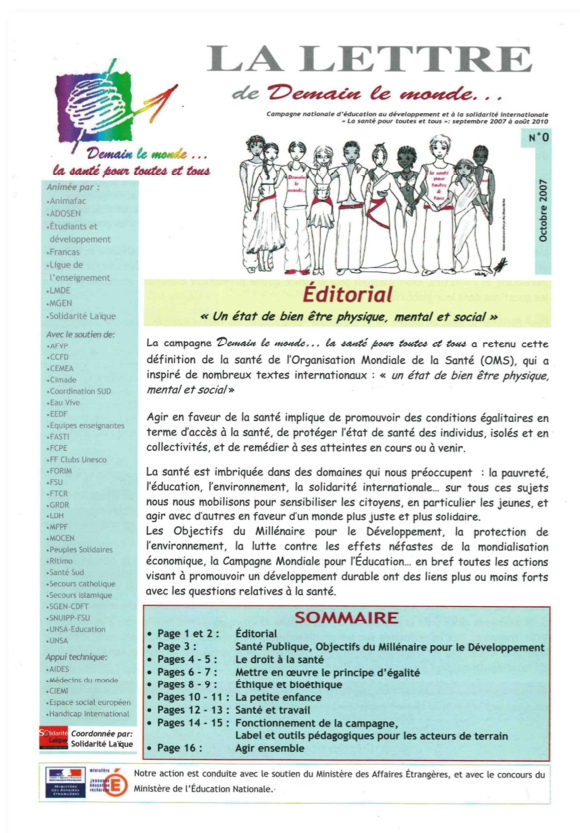 LA LETTRE
de Demain le monde...
Campagne nationale d'éducation au développement et à la solidarité internationale
« La santé pour toutes et tous »: septembre 2007 à août 2010
N°0
Octobre 2007
Demain le monde ...
la santé pour toutes et tous
Demain
le
monde...
La santé
pour
toutes
&
tous
Animée par :
•Animafac
•ADOSEN
•Étudiants et
développement
•Francas
•Ligue de
l'enseignement
•LMDE
•MGEN
•Solidarité Laïque
Avec le soutien de:
•AFVP
•CCFD
•CEMEA
•Cimade
•Coordination SUD
•Eau Vive
•EEDF
•Equipes enseignantes
•FASTI
•FCPE
•FF Clubs Unesco
•FORIM
•FSU
•FTCR
•GRDR
•LDH
•MFPF
•MOCEN
•Peuples Solidaires
•Ritimo
•Santé Sud
•Secours catholique
•Secours islamique
•SGEN-CDFT
•SNUIPP-FSU
•UNSA-Education
•UNSA
Appui technique:
•AIDES
•Médecins du monde
•CIEMI
•Espace social européen
•Handicap International
Solidarité
Laïque
Coordonnée par:
Solidarité Laïque
Éditorial
« Un état de bien être physique, mental et social »
La campagne Demain le monde... la santé pour toutes et tous a retenu cette
définition de la santé de l'Organisation Mondiale de la Santé (OMS), qui a
inspiré de nombreux textes internationaux : « un état de bien être physique,
mental et social »
Agir en faveur de la santé implique de promouvoir des conditions égalitaires en
terme d'accès à la santé, de protéger l'état de santé des individus, isolés et en
collectivités, et de remédier à ses atteintes en cours ou à venir.
La santé est imbriquée dans des domaines qui nous préoccupent : la pauvreté,
l'éducation, l'environnement, la solidarité internationale... sur tous ces sujets
nous nous mobilisons pour sensibiliser les citoyens, en particulier les jeunes, et
agir avec d'autres en faveur d'un monde plus juste et plus solidaire.
Les Objectifs du Millénaire pour le Développement, la protection de
l'environnement, la lutte contre les effets néfastes de la mondialisation
économique, la Campagne Mondiale pour l'Éducation... en bref toutes les actions
visant à promouvoir un développement durable ont des liens plus ou moins forts
avec les questions relatives à la santé.
SOMMAIRE
• Page 1 et 2 : Éditorial
• Page 3 : Santé Publique, Objectifs du Millénaire pour le Développement
• Pages 4 - 5 : Le droit à la santé
• Pages 6 - 7 : Mettre en œuvre le principe d'égalité
• Pages 8 - 9 : Éthique et bioéthique
• Pages 10 - 11 : La petite enfance
• Pages 12 - 13 : Santé et travail
• Pages 14 - 15 : Fonctionnement de la campagne,
Label et outils pédagogiques pour les acteurs de terrain
• Page 16 : Agir ensemble
MINISTÈRE
DES AFFAIRES
ÉTRANGÈRES
ministère
jeunesse
éducation
recherche
Notre action est conduite avec le soutien du Ministère des Affaires Étrangères, et avec le concours du
Ministère de l'Éducation Nationale.